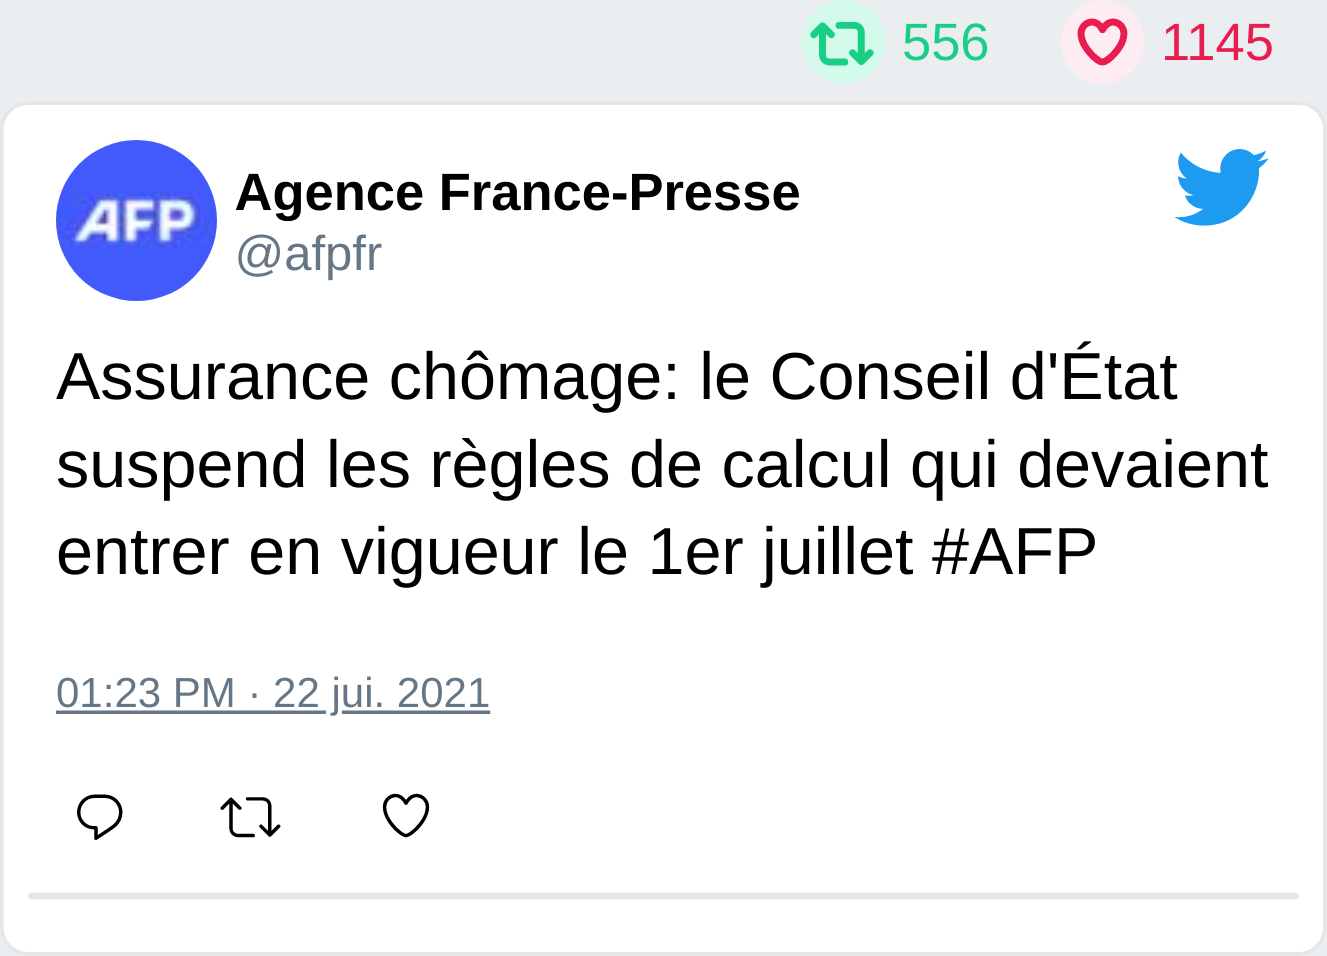 556 1145
AFP
Agence France-Presse
@afpfr
Assurance chômage: le Conseil d'État
suspend les règles de calcul qui devaient
entrer en vigueur le 1er juillet #AFP
01:23 PM · 22 jui. 2021